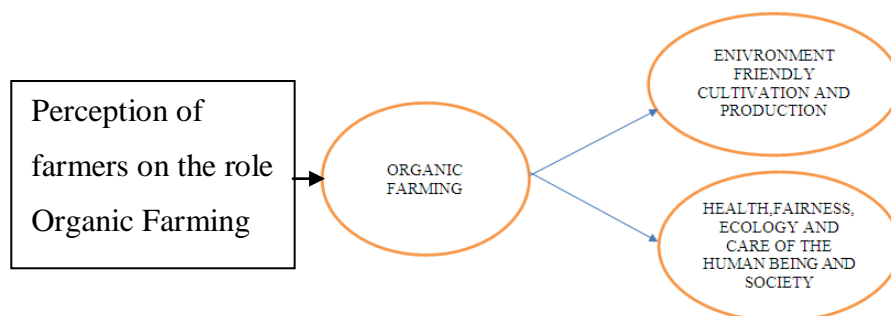 Perception of
farmers on the role
Organic Farming
ORGANIC
FARMING
ENIVRONMENT
FRIENDLY
CULTIVATION AND
PRODUCTION
HEALTH,FAIRNESS,
ECOLOGY AND
CARE OF THE
HUMAN BEING AND
SOCIETY